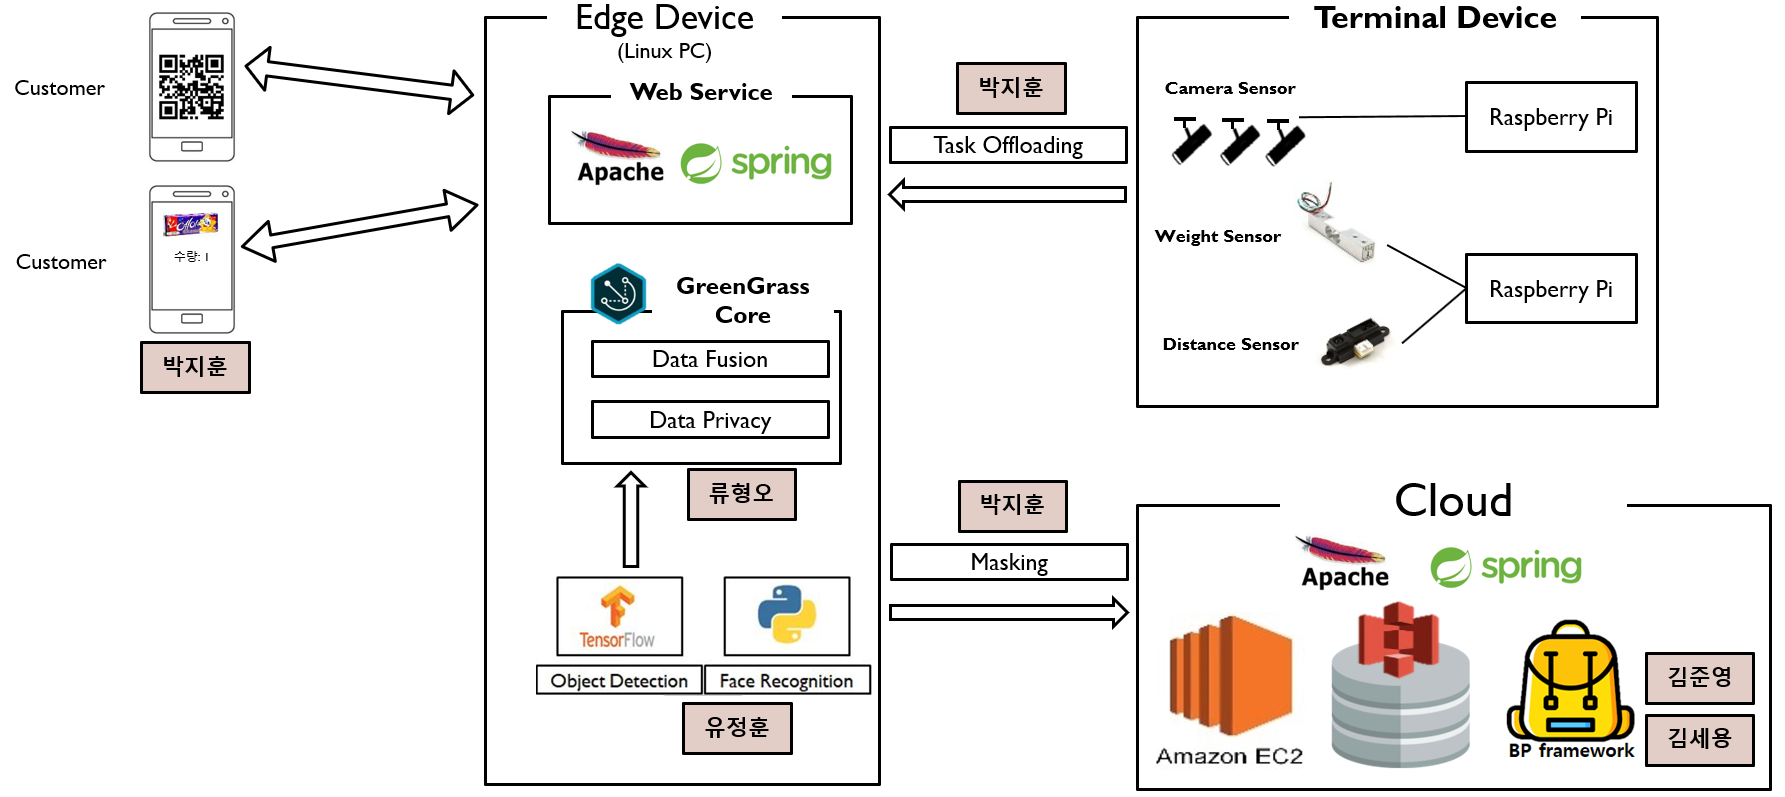 Customer
Customer
수량: 1
박지훈
Edge Device
(Linux PC)
Web Service
Apache
spring
GreenGrass
Core
Data Fusion
Data Privacy
류형오
TensorFlow
Object Detection
Face Recognition
유정훈
박지훈
Task Offloading
박지훈
Masking
Terminal Device
Camera Sensor
Raspberry Pi
Weight Sensor
Raspberry Pi
Distance Sensor
Cloud
Apache
spring
Amazon EC2
BP framework
김준영
김세용